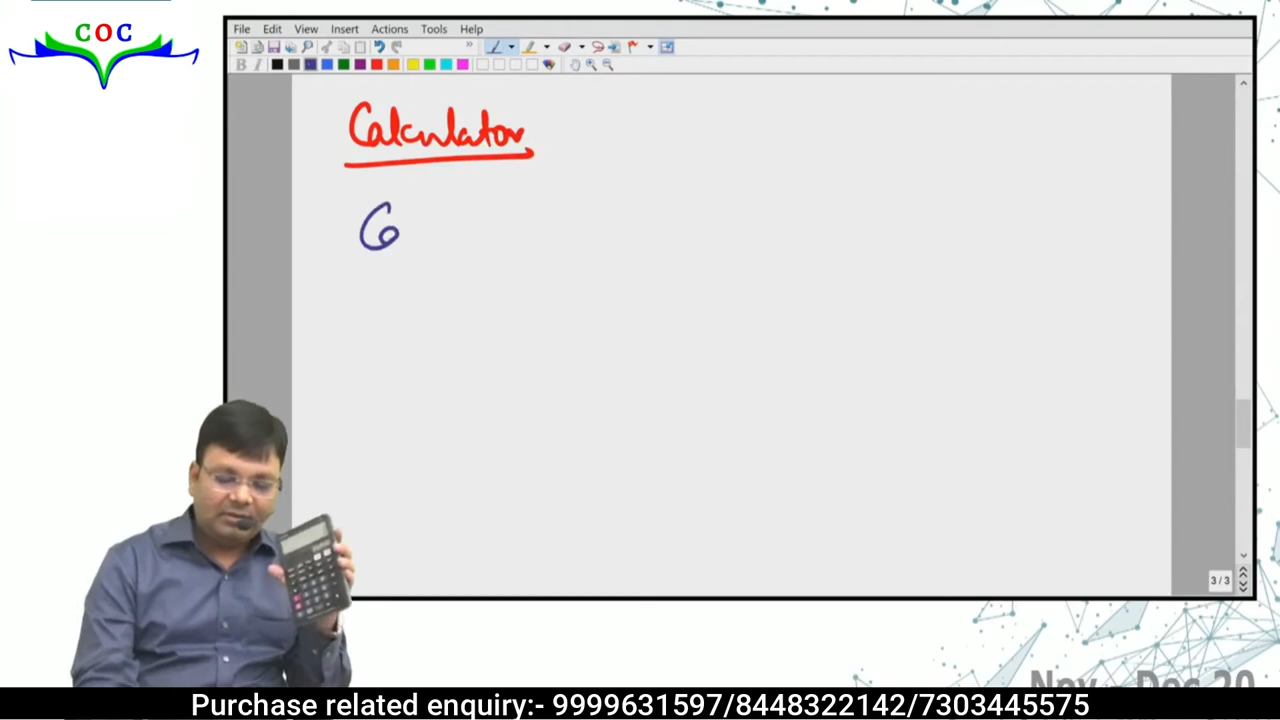 COC
File Edit View Insert Actions Tools Help
Calculator
6
3 / 3
Purchase related enquiry:- 9999631597/8448322142/7303445575